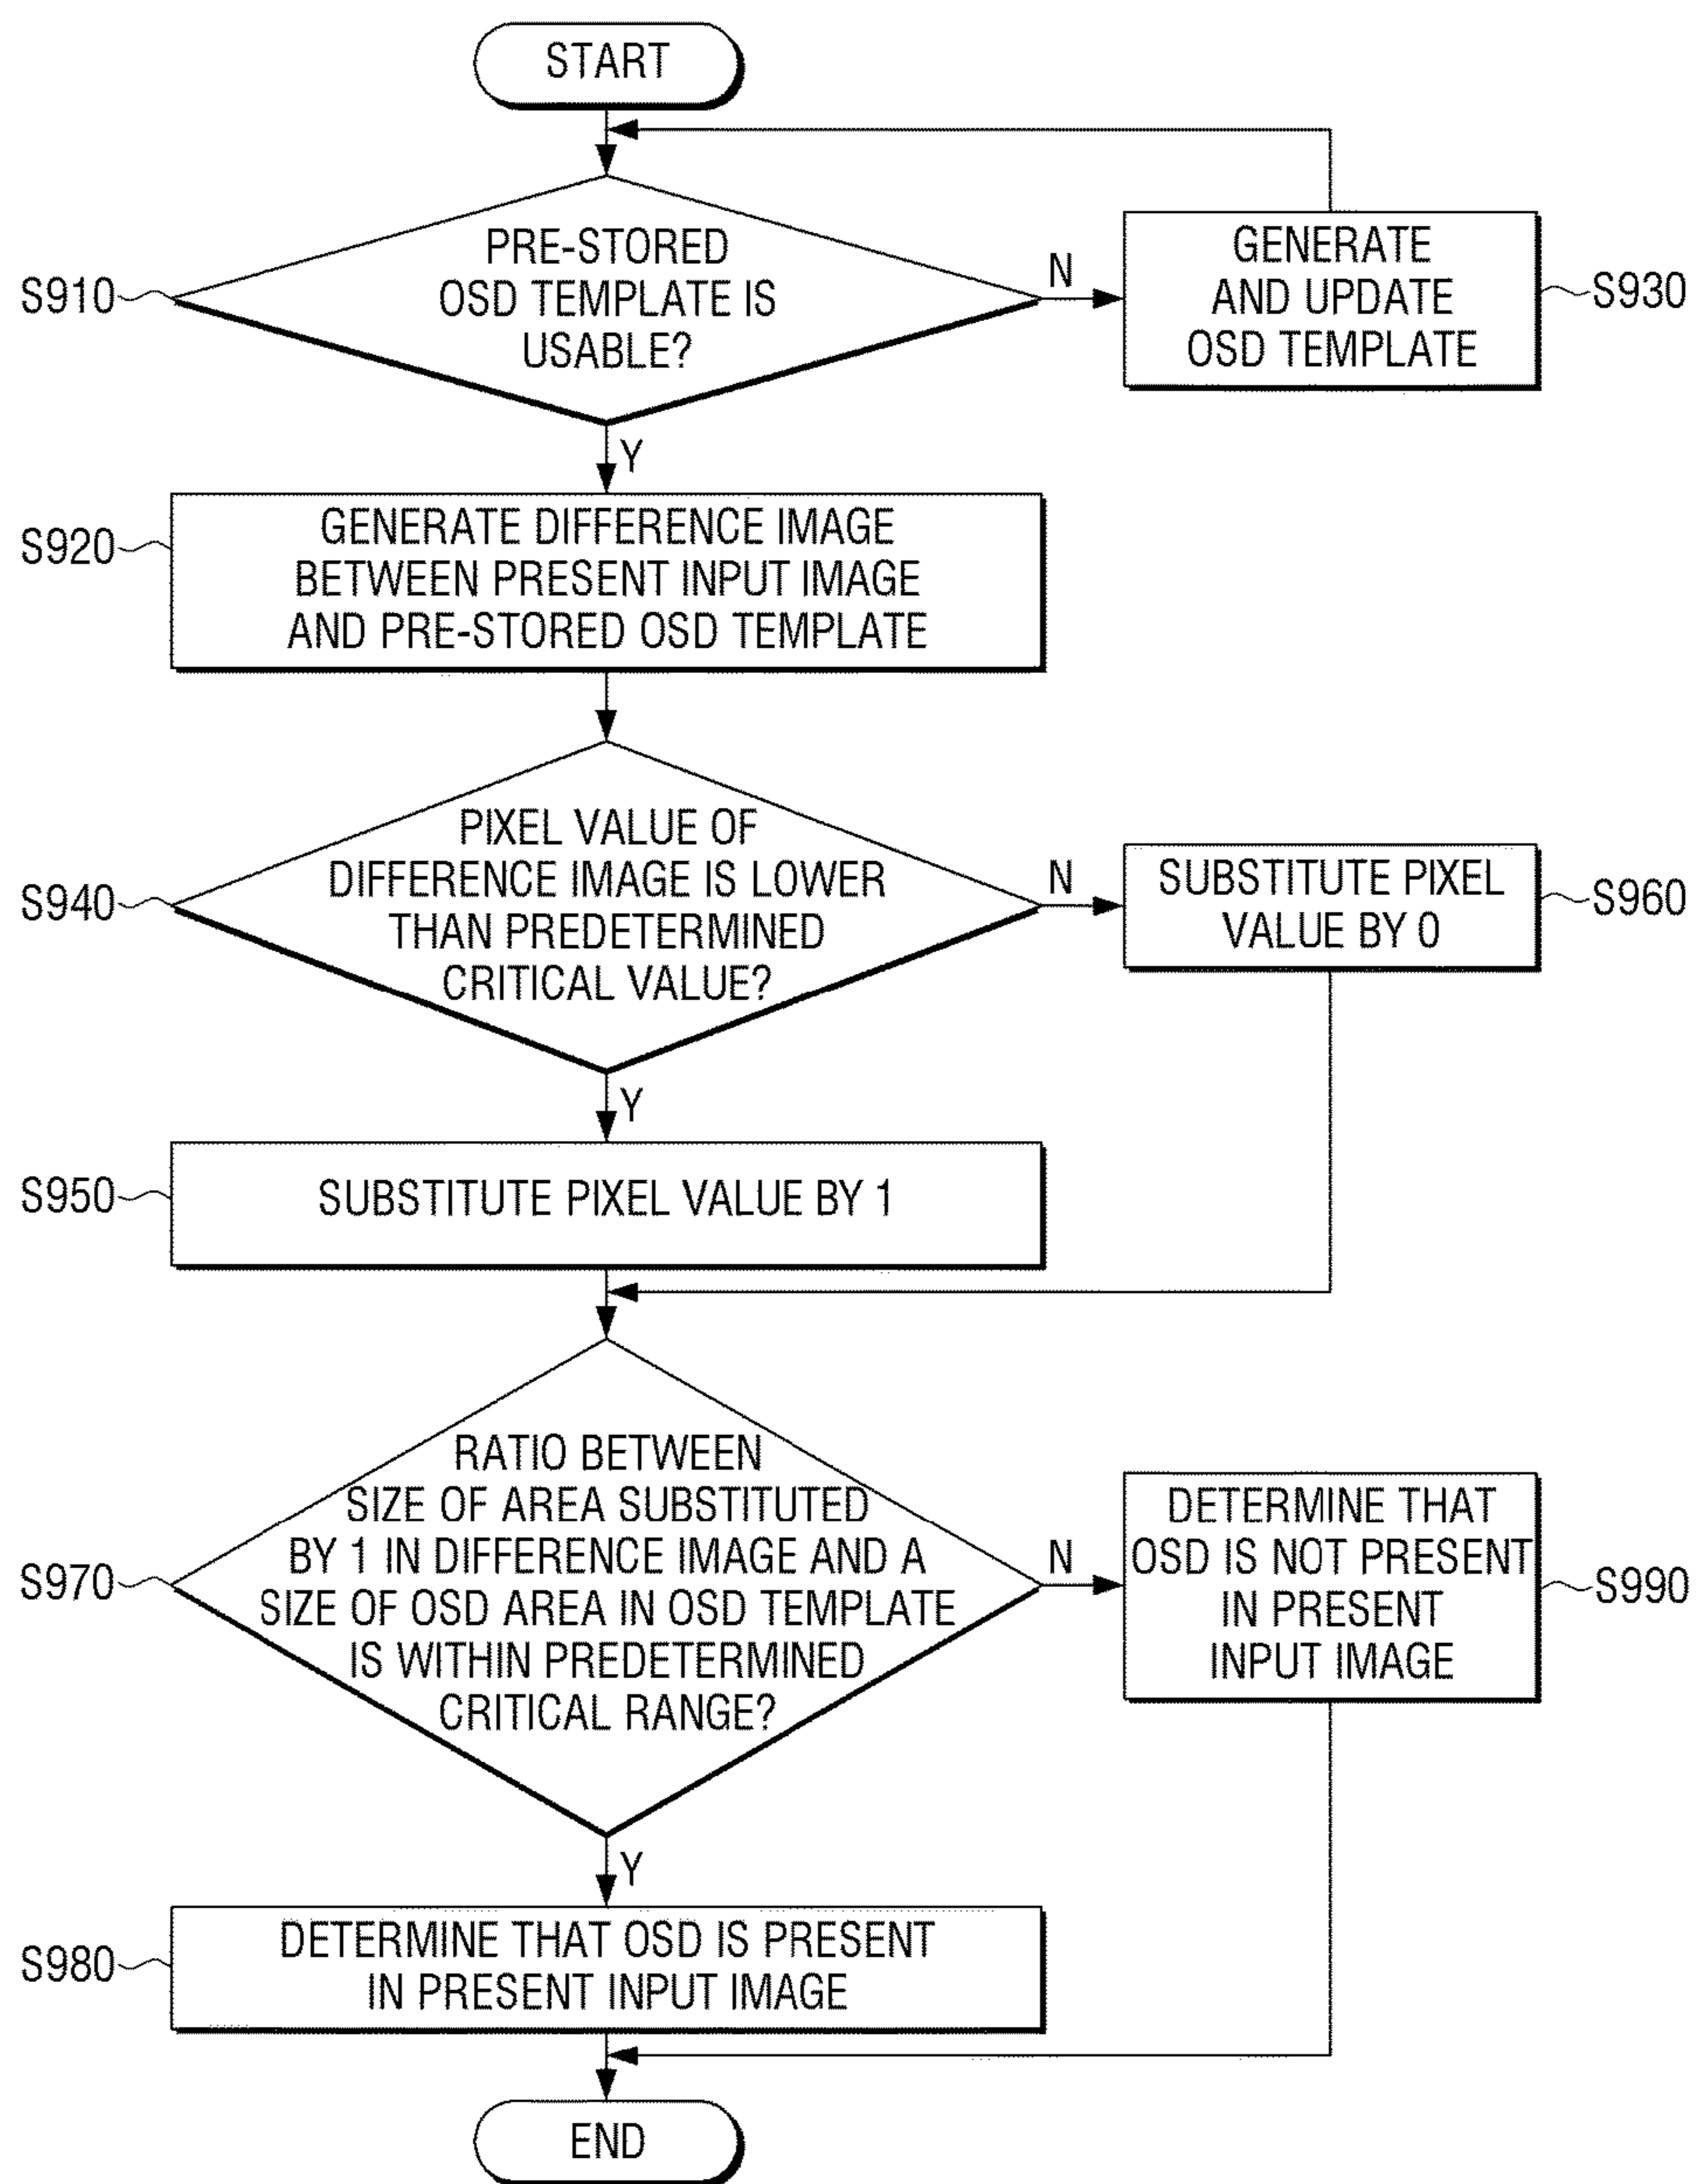 START
S910
PRE-STORED
OSD TEMPLATE IS
USABLE?
N
GENERATE
AND UPDATE
OSD TEMPLATE
S930
Y
S920
GENERATE DIFFERENCE IMAGE
BETWEEN PRESENT INPUT IMAGE
AND PRE-STORED OSD TEMPLATE
S940
PIXEL VALUE OF
DIFFERENCE IMAGE IS LOWER
THAN PREDETERMINED
CRITICAL VALUE?
N
SUBSTITUTE PIXEL
VALUE BY 0
S960
Y
S950
SUBSTITUTE PIXEL VALUE BY 1
S970
RATIO BETWEEN
SIZE OF AREA SUBSTITUTED
BY 1 IN DIFFERENCE IMAGE AND A
SIZE OF OSD AREA IN OSD TEMPLATE
IS WITHIN PREDETERMINED
CRITICAL RANGE?
N
DETERMINE THAT
OSD IS NOT PRESENT
IN PRESENT
INPUT IMAGE
S990
Y
S980
DETERMINE THAT OSD IS PRESENT
IN PRESENT INPUT IMAGE
END